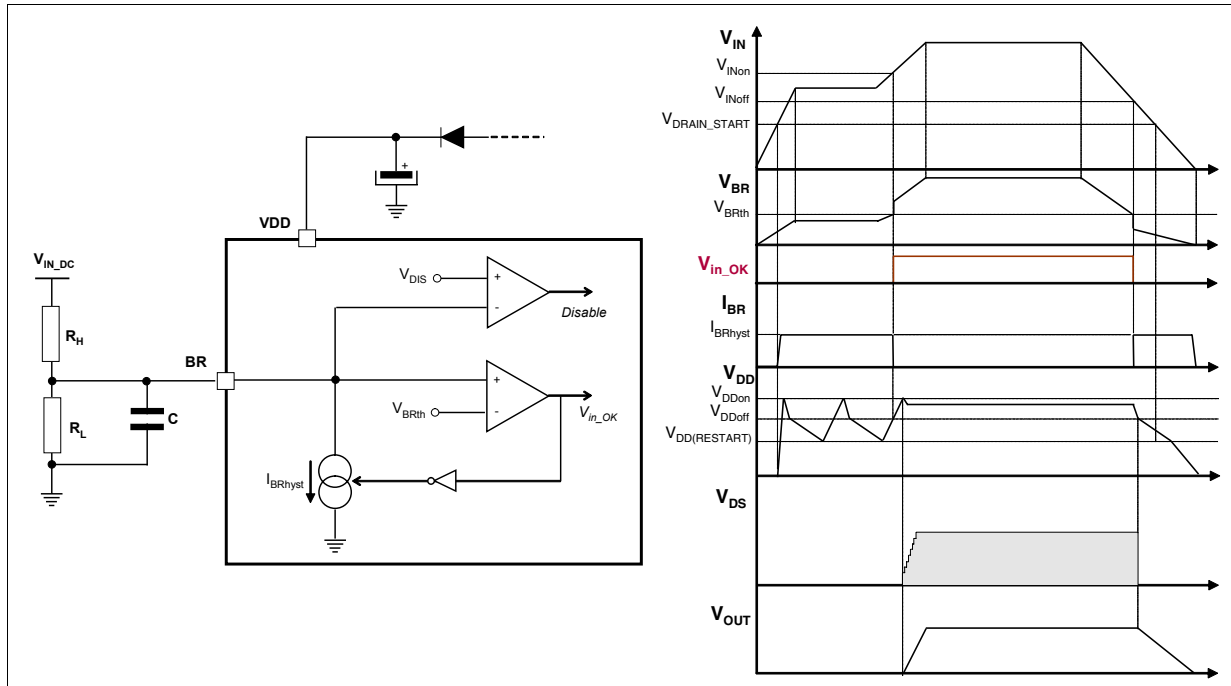 VDD
V_IN_DC
R_H
BR
R_L
C
V_DIS
+
-
Disable
+
V_BRth
-
V_in_OK
I_BRhyst
+
V_IN
V_INon
V_INoff
V_DRAIN_START
V_BR
V_BRth
V_in_OK
I_BR
I_BRhyst
V_DD
V_DDon
V_DDoff
V_DD(RESTART)
V_DS
V_OUT